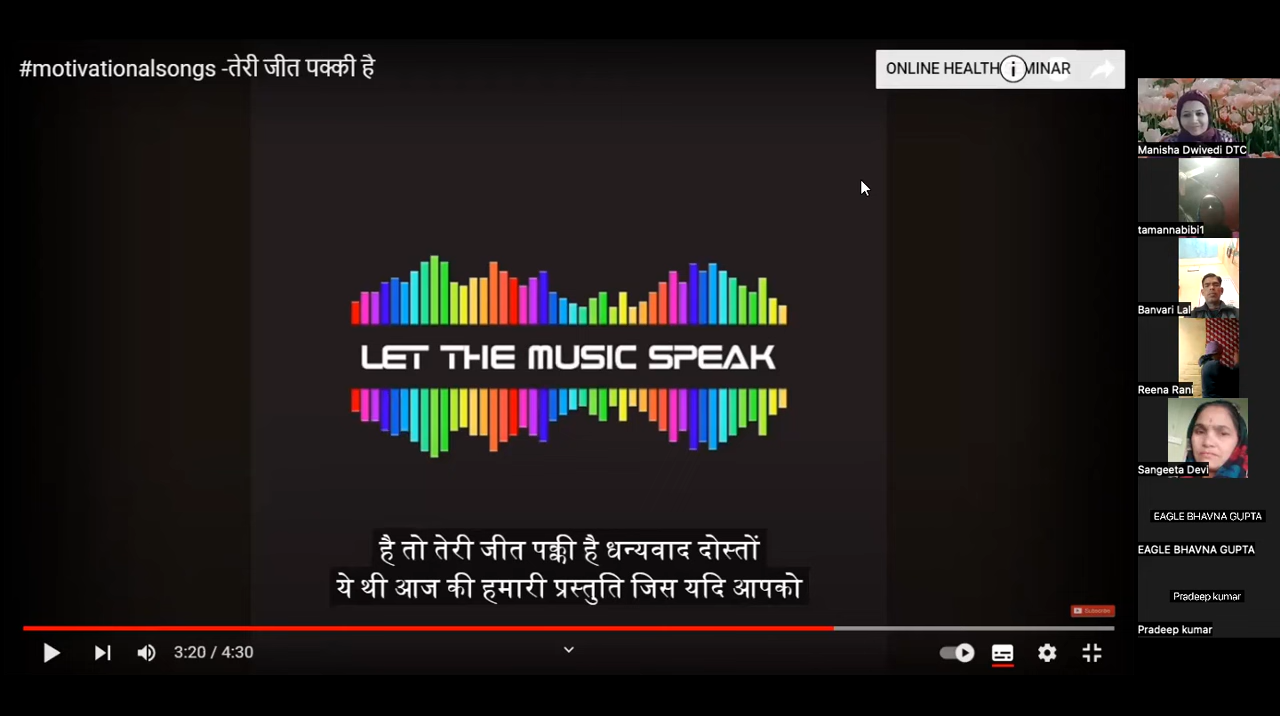 #motivationalsongs -तेरी जीत पक्की है
ONLINE HEALTH MINAR
Manisha Dwivedi DTC
tamannabibi1
Banvari Lal
Reena Rani
Sangeeta Devi
EAGLE BHAVNA GUPTA
EAGLE BHAVNA GUPTA
Pradeep kumar
Pradeep kumar
LET THE MUSIC SPEAK
है तो तेरी जीत पक्की है धन्यवाद दोस्तों
ये थी आज की हमारी प्रस्तुति जिस यदि आपको
Subscribe
3:20 / 4:30